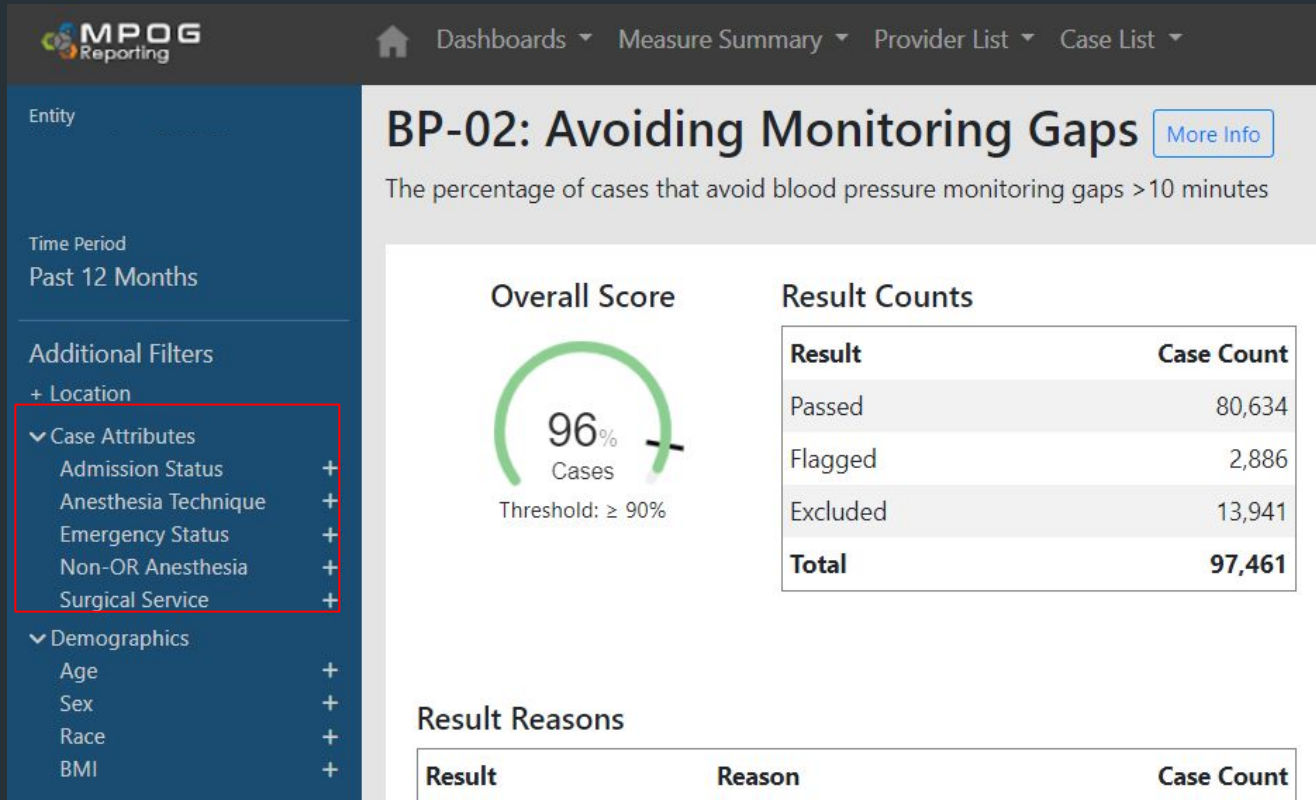 MPOG
Reporting
Dashboards Measure Summary Provider List Case List
Entity
Time Period
Past 12 Months
Additional Filters
+ Location
Case Attributes
Admission Status +
Anesthesia Technique +
Emergency Status +
Non-OR Anesthesia +
Surgical Service +
Demographics
Age +
Sex +
Race +
BMI +
BP-02: Avoiding Monitoring Gaps More Info
The percentage of cases that avoid blood pressure monitoring gaps >10 minutes
Overall Score
96%
Cases
Threshold: ≥ 90%
Result Counts
Result Case Count
Passed 80,634
Flagged 2,886
Excluded 13,941
Total 97,461
Result Reasons
Result Reason Case Count